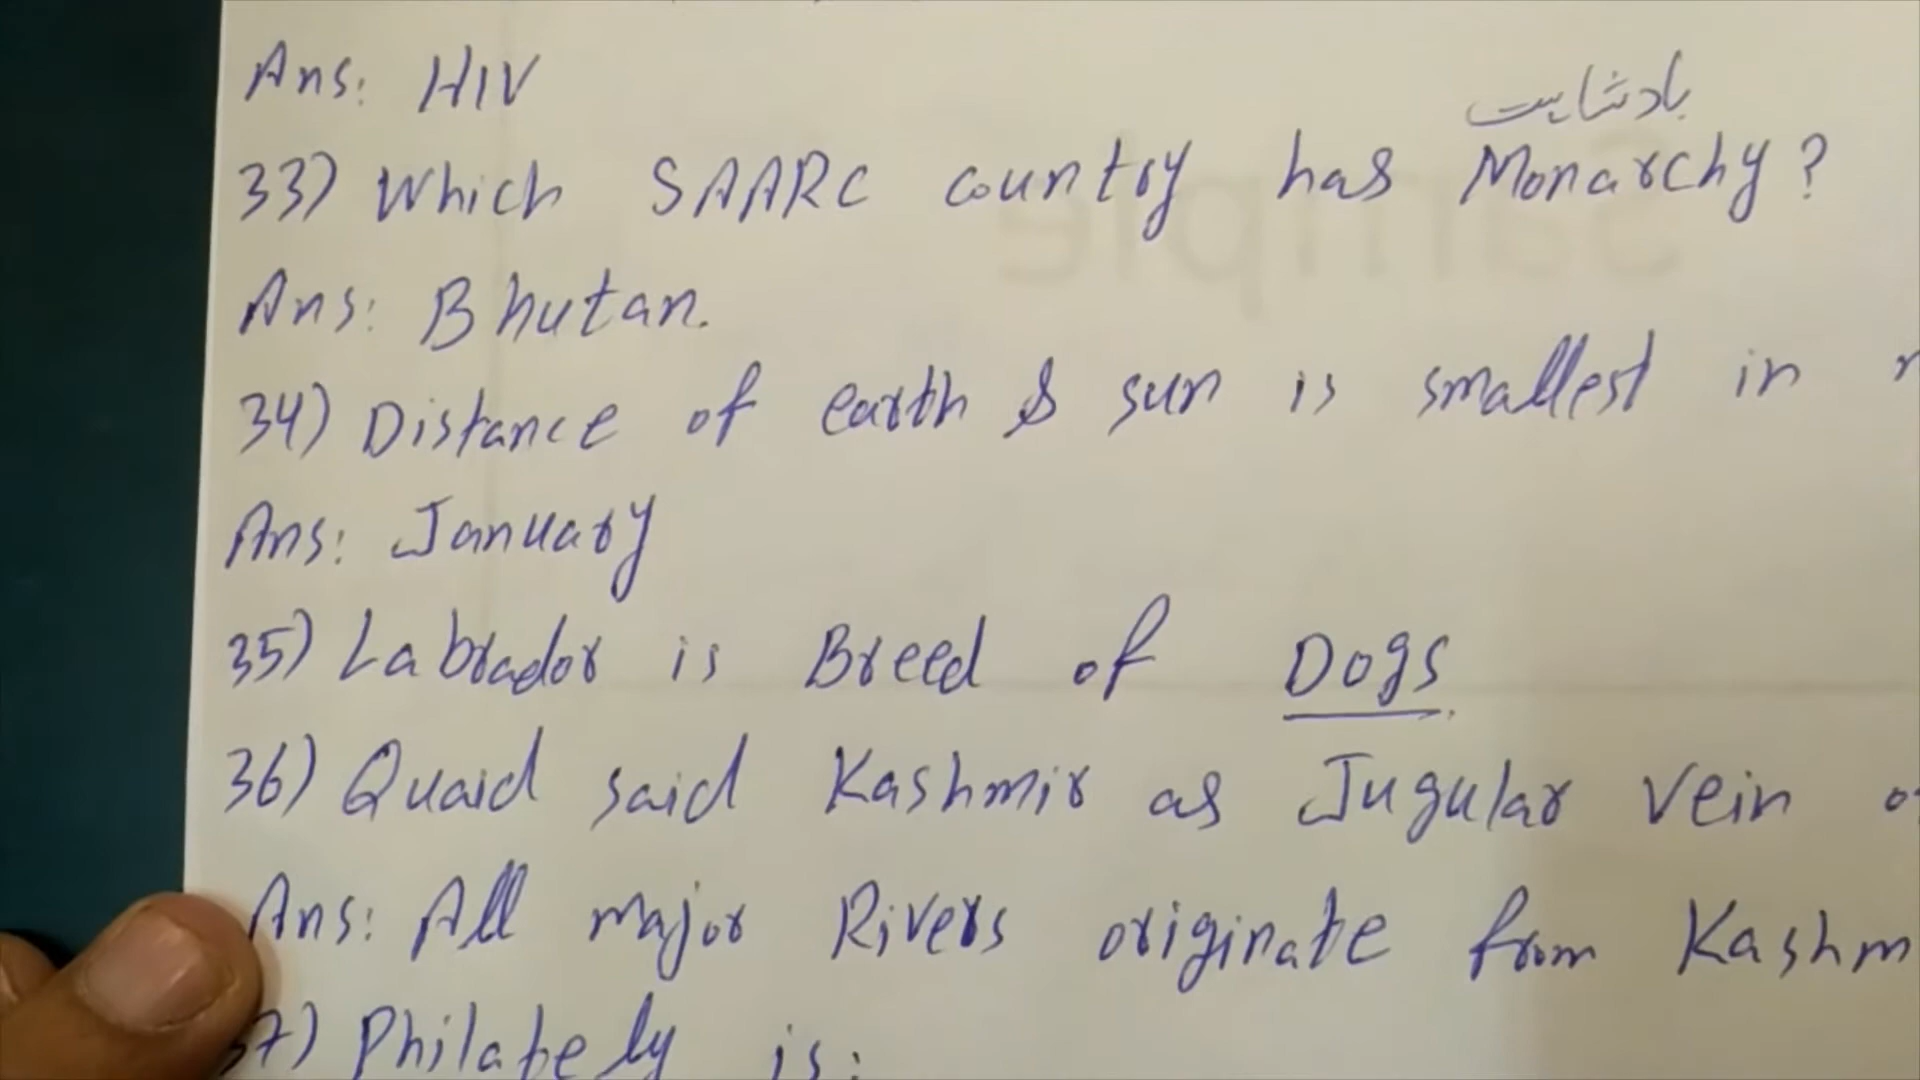 Ans: HIV
بادشاہت
33) Which SAARC country has Monarchy?
Sample
Ans: Bhutan.
34) Distance of earth & sun is smallest in
Ans: January
35) Labrador is Breed of Dogs.
36) Quaid said Kashmir as Jugular vein
Ans: All major Rivers originate from Kashm
37) Philately is: